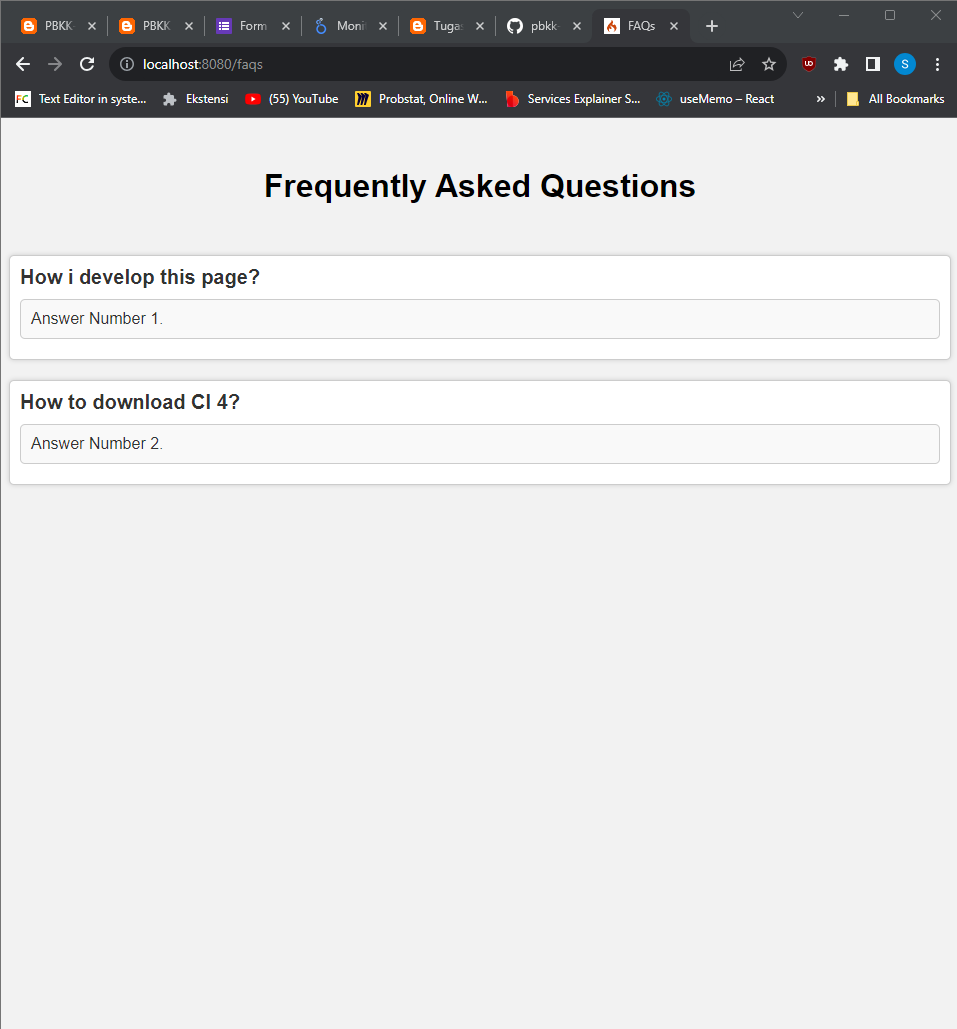 PBKK PBKK Form Moni Tuga pbkk- FAQs
localhost:8080/faqs S
FC Text Editor in syste... Ekstensi (55) YouTube Probstat, Online W... Services Explainer S... useMemo – React » All Bookmarks
Frequently Asked Questions
How i develop this page?
Answer Number 1.
How to download CI 4?
Answer Number 2.